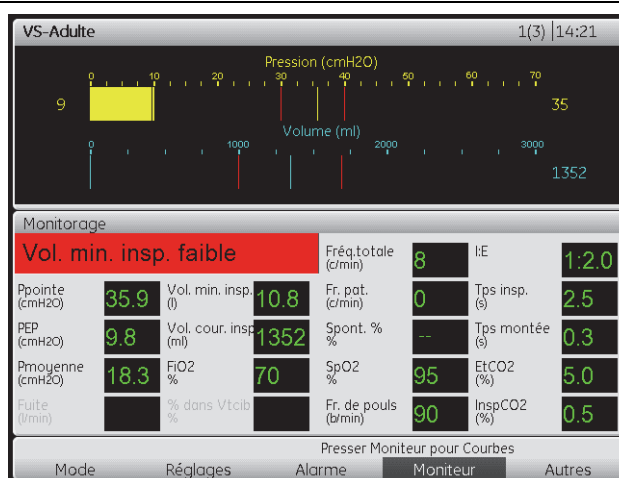 VS-Adulte 1(3) |14:21
Pression (cmH2O)
0 10 20 30 40 50 60 70
9 35
Volume (ml)
0 1000 2000 3000
1352
Monitorage
Vol. min. insp. faible
Fréq.totale (c/min) 8 I:E 1:2.0
Ppointe (cmH2O) 35.9 Vol. min. insp. (l) 10.8 Fr. pat. (c/min) 0 Tps insp. (s) 2.5
PEP (cmH2O) 9.8 Vol. cour. insp (ml) 1352 Spont. % % -- Tps montée (s) 0.3
Pmoyenne (cmH2O) 18.3 FiO2 % 70 SpO2 % 95 EtCO2 (%) 5.0
Fuite (l/min) % dans Vtcib % Fr. de pouls (b/min) 90 InspCO2 (%) 0.5
Presser Moniteur pour Courbes
Mode Réglages Alarme Moniteur Autres